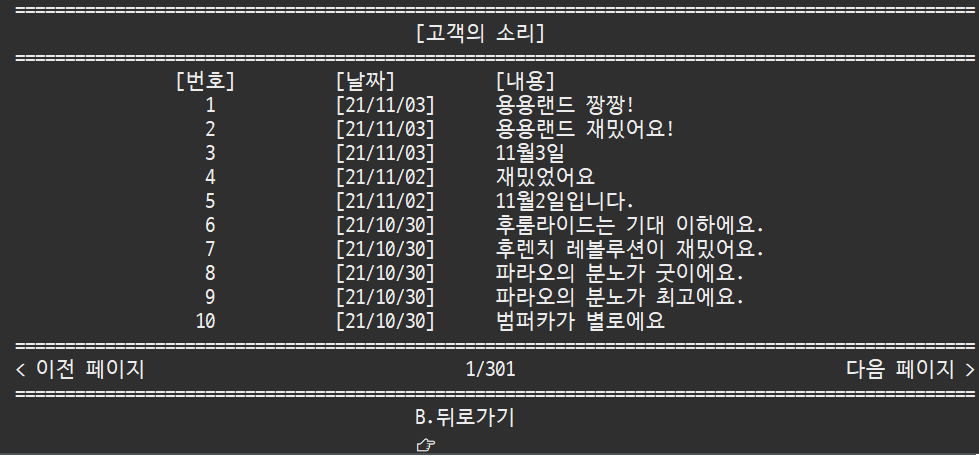 ================================================================================================
[고객의 소리]
================================================================================================
[번호] [날짜] [내용]
1 [21/11/03] 용용랜드 짱짱!
2 [21/11/03] 용용랜드 재밌어요!
3 [21/11/03] 11월3일
4 [21/11/02] 재밌었어요
5 [21/11/02] 11월2일입니다.
6 [21/10/30] 후룸라이드는 기대 이하에요.
7 [21/10/30] 후렌치 레볼루션이 재밌어요.
8 [21/10/30] 파라오의 분노가 굿이에요.
9 [21/10/30] 파라오의 분노가 최고에요.
10 [21/10/30] 범퍼카가 별로에요
================================================================================================
< 이전 페이지 1/301 다음 페이지 >
================================================================================================
B.뒤로가기
👉